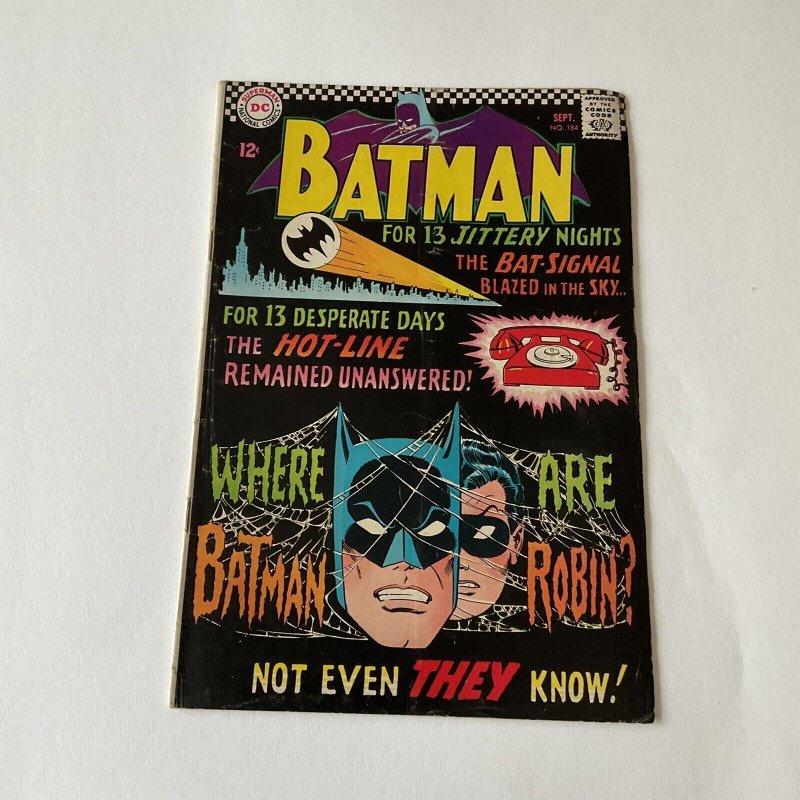 SUPERMAN
DC
NATIONAL COMICS
12¢
SEPT.
NO. 184
APPROVED
BY THE
COMICS
CODE
AUTHORITY
BATMAN
FOR 13 JITTERY NIGHTS
THE BAT-SIGNAL
BLAZED IN THE SKY...
FOR 13 DESPERATE DAYS
THE HOT-LINE
REMAINED UNANSWERED!
WHERE ARE
BATMAN ROBIN?
NOT EVEN THEY KNOW!